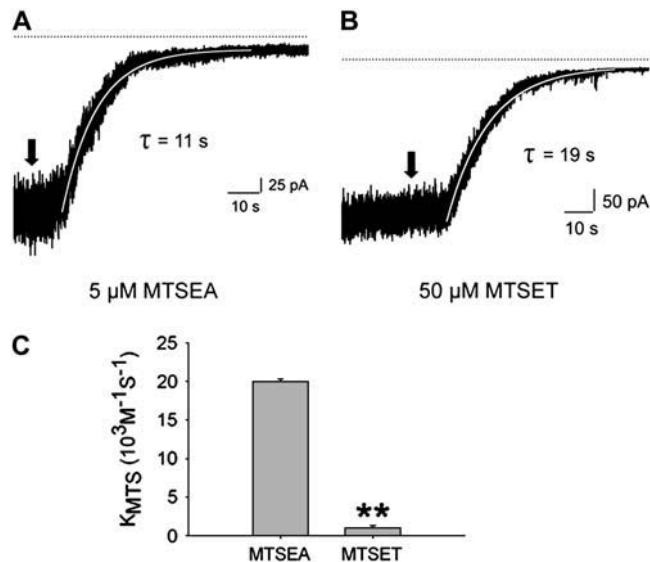 A
τ = 11 s
25 pA
10 s
5 µM MTSEA
B
τ = 19 s
50 pA
10 s
50 µM MTSET
C
K_MTS (10³M⁻¹S⁻¹)
25
20
15
10
5
0
**
MTSEA
MTSET